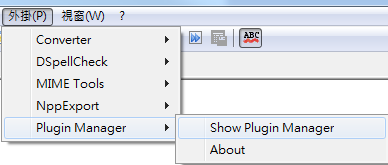 外掛(P) 視窗(W) ?
ABC
Converter
DSpellCheck
MIME Tools
NppExport
Plugin Manager
Show Plugin Manager
About